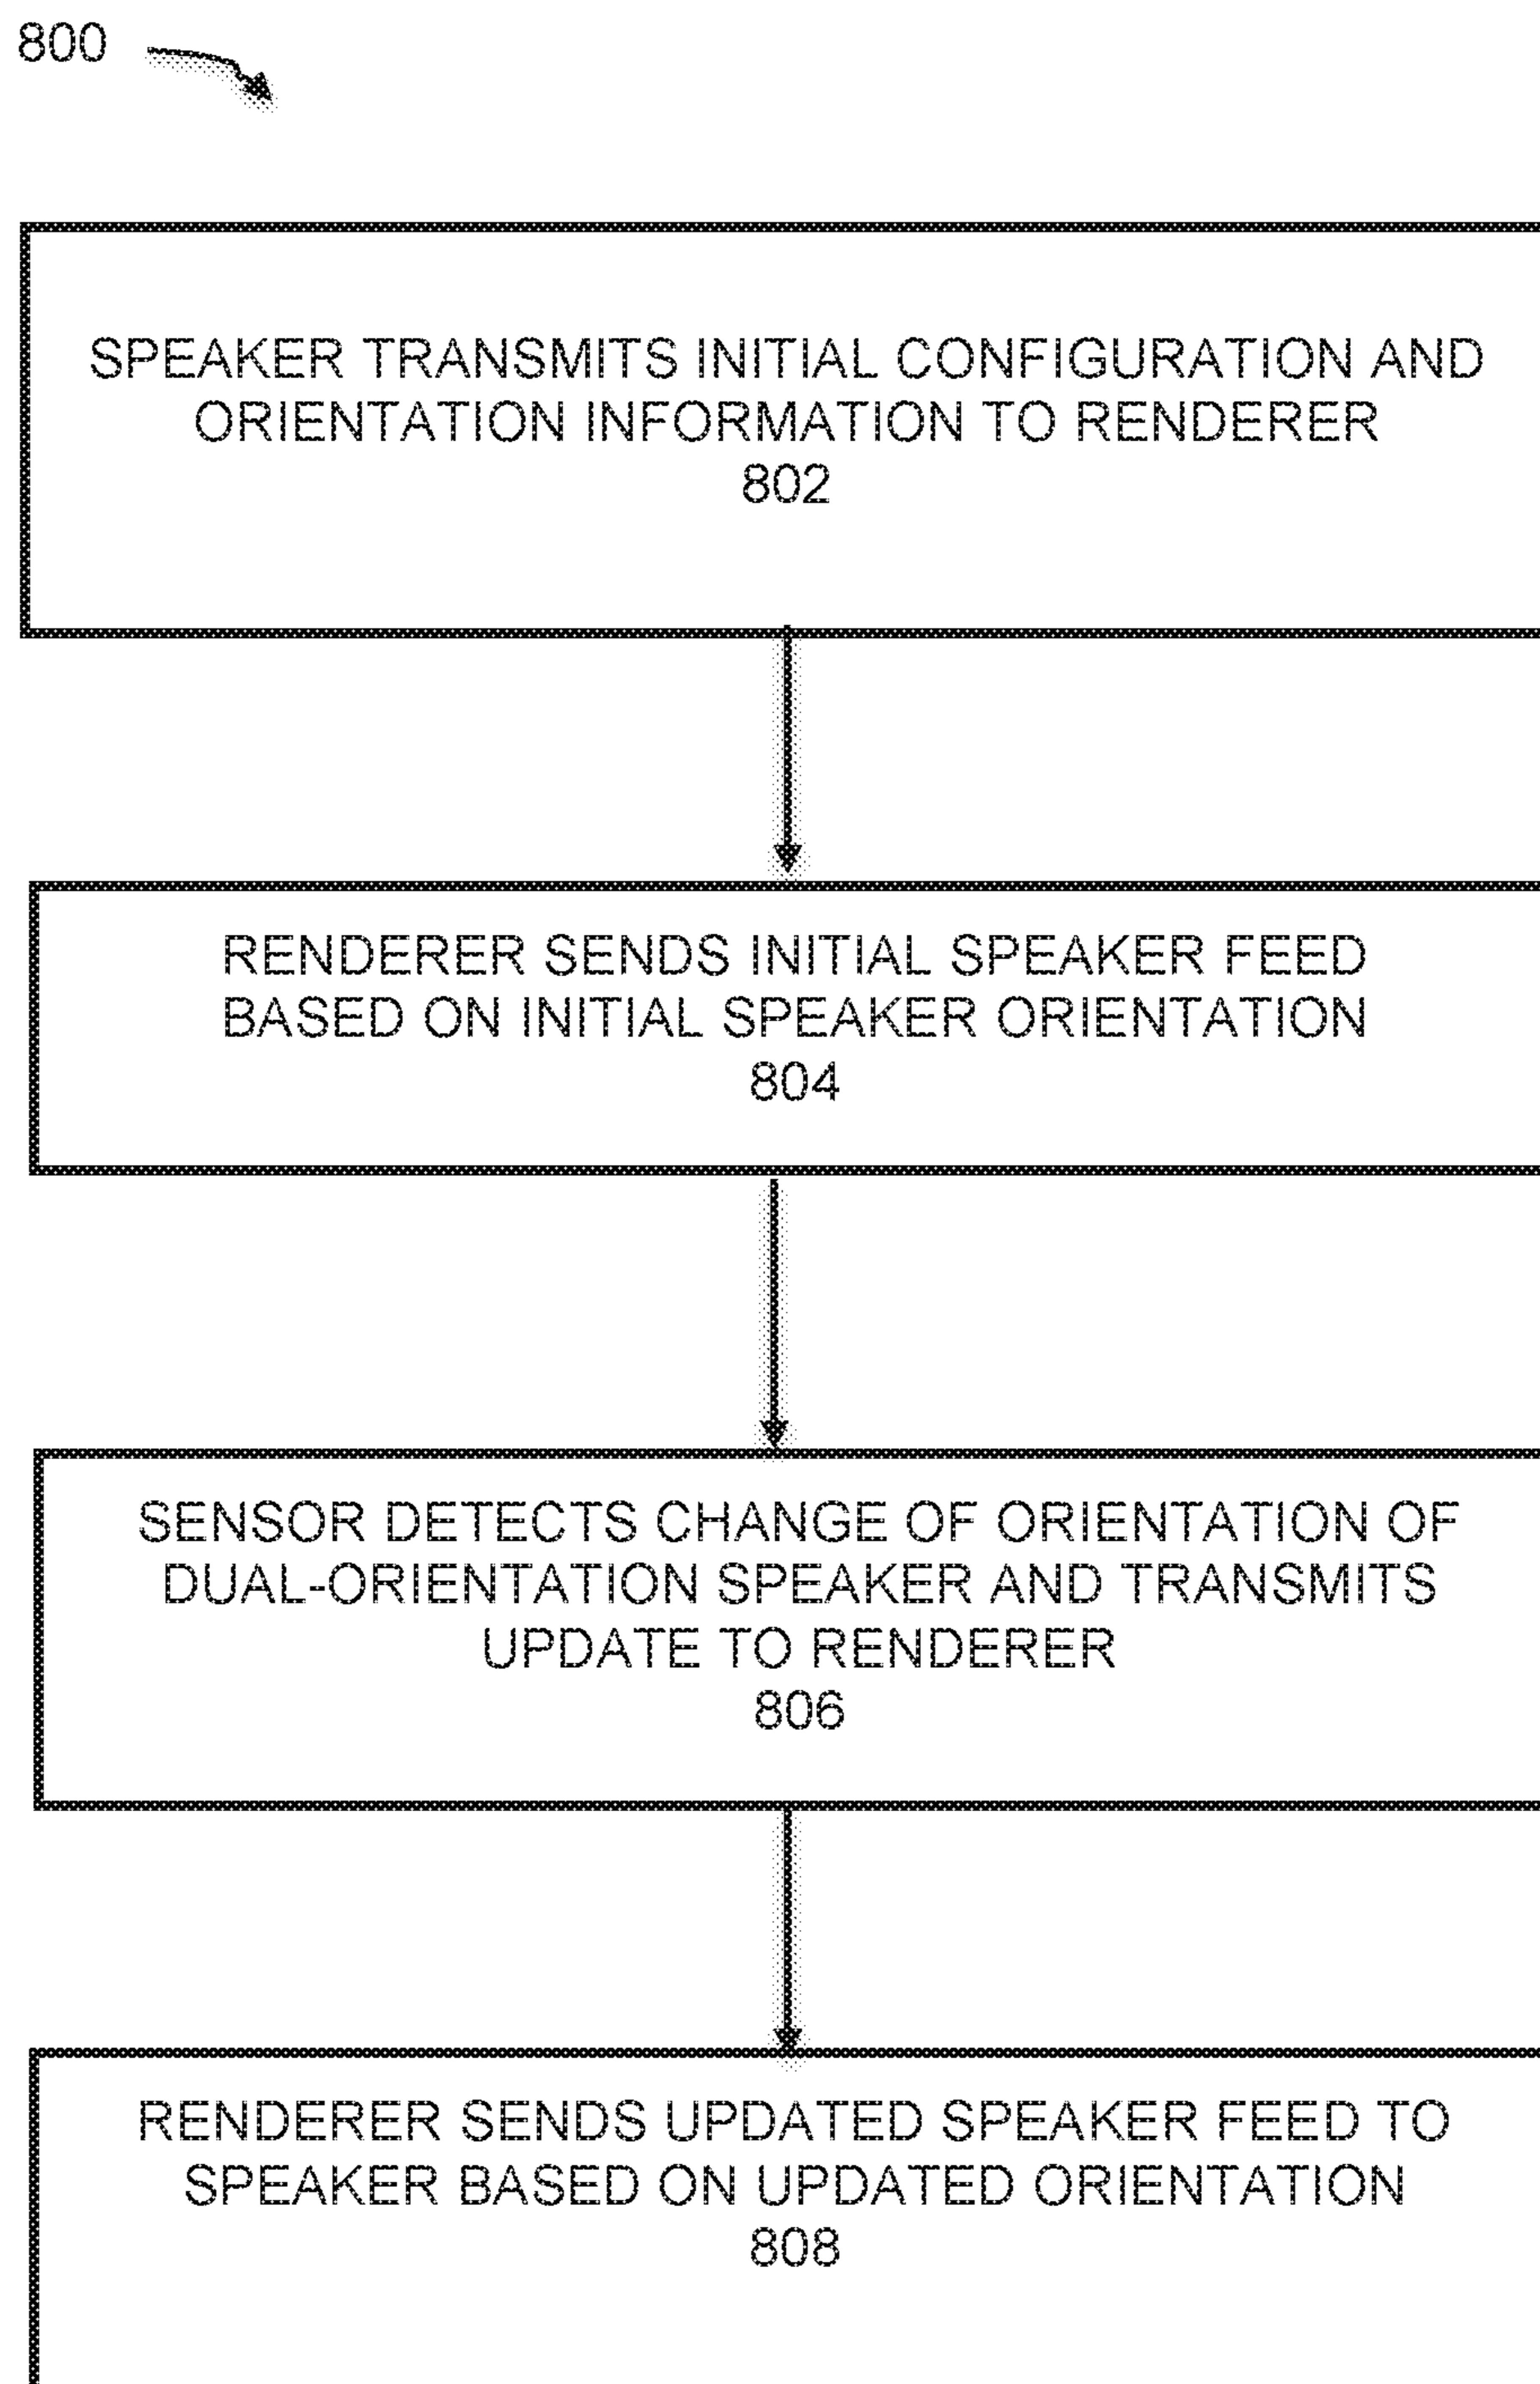 800
SPEAKER TRANSMITS INITIAL CONFIGURATION AND
ORIENTATION INFORMATION TO RENDERER
802
RENDERER SENDS INITIAL SPEAKER FEED
BASED ON INITIAL SPEAKER ORIENTATION
804
SENSOR DETECTS CHANGE OF ORIENTATION OF
DUAL-ORIENTATION SPEAKER AND TRANSMITS
UPDATE TO RENDERER
806
RENDERER SENDS UPDATED SPEAKER FEED TO
SPEAKER BASED ON UPDATED ORIENTATION
808